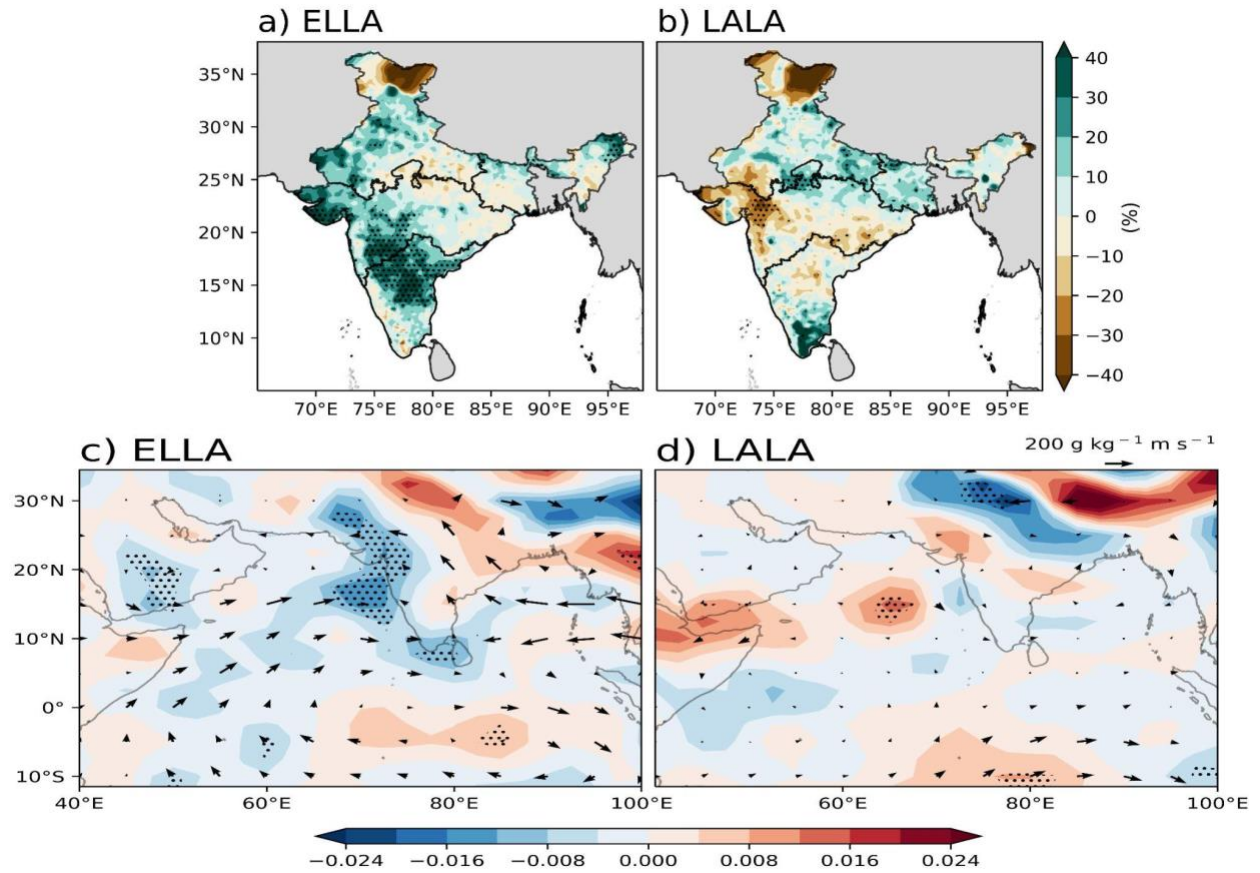 a) ELLA
b) LALA
35°N
30°N
25°N
20°N
15°N
10°N
70°E 75°E 80°E 85°E 90°E 95°E
70°E 75°E 80°E 85°E 90°E 95°E
40
30
20
10
0
−10
−20
−30
−40
(%)
c) ELLA
d) LALA
200 g kg⁻¹ m s⁻¹
30°N
20°N
10°N
0°
10°S
40°E 60°E 80°E 100°E
60°E 80°E 100°E
−0.024 −0.016 −0.008 0.000 0.008 0.016 0.024